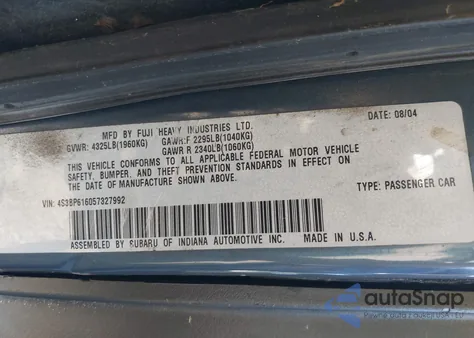 MFD BY FUJI HEAVY INDUSTRIES LTD. DATE: 08/04
GVWR: 4325LB(1960KG) GAWR:F 2295LB(1040KG)
GAWR R 2340LB(1060KG)
THIS VEHICLE CONFORMS TO ALL APPLICABLE FEDERAL MOTOR VEHICLE
SAFETY, BUMPER, AND THEFT PREVENTION STANDARDS IN EFFECT ON
THE DATE OF MANUFACTURE SHOWN ABOVE.
VIN: 4S3BP616057327992 TYPE: PASSENGER CAR
ASSEMBLED BY SUBARU OF INDIANA AUTOMOTIVE INC. MADE IN U.S.A.
autoSnap